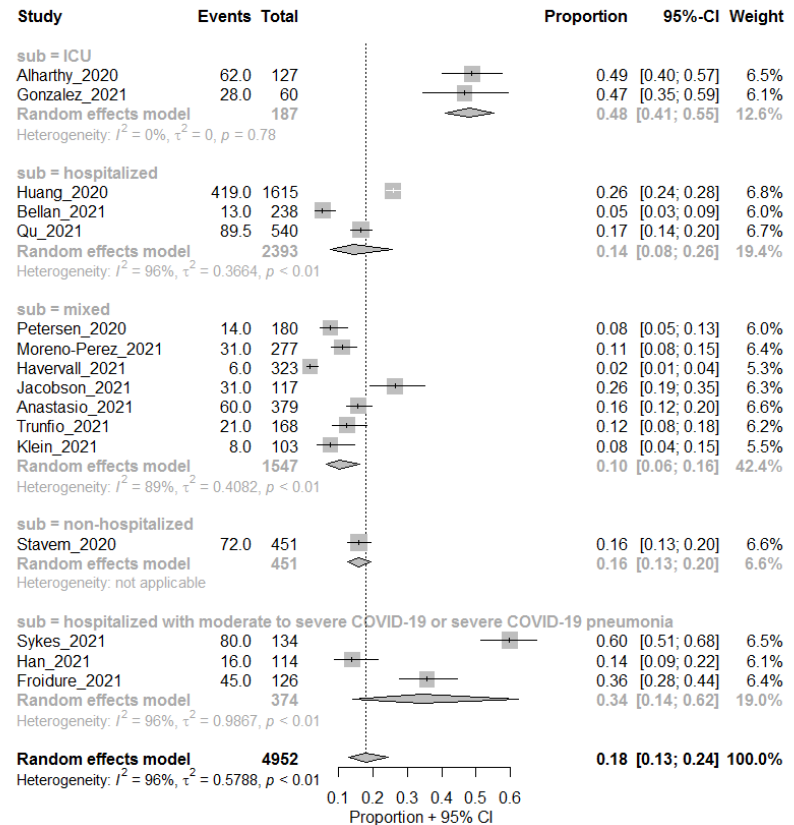 Study Events Total Proportion 95%-CI Weight
sub = ICU
Alharthy_2020 62.0 127 0.49 [0.40; 0.57] 6.5%
Gonzalez_2021 28.0 60 0.47 [0.35; 0.59] 6.1%
Random effects model 187 0.48 [0.41; 0.55] 12.6%
Heterogeneity: I² = 0%, τ² = 0, p = 0.78
sub = hospitalized
Huang_2020 419.0 1615 0.26 [0.24; 0.28] 6.8%
Bellan_2021 13.0 238 0.05 [0.03; 0.09] 6.0%
Qu_2021 89.5 540 0.17 [0.14; 0.20] 6.7%
Random effects model 2393 0.14 [0.08; 0.26] 19.4%
Heterogeneity: I² = 96%, τ² = 0.3664, p < 0.01
sub = mixed
Petersen_2020 14.0 180 0.08 [0.05; 0.13] 6.0%
Moreno-Perez_2021 31.0 277 0.11 [0.08; 0.15] 6.4%
Havervall_2021 6.0 323 0.02 [0.01; 0.04] 5.3%
Jacobson_2021 31.0 117 0.26 [0.19; 0.35] 6.3%
Anastasio_2021 60.0 379 0.16 [0.12; 0.20] 6.6%
Trunfio_2021 21.0 168 0.12 [0.08; 0.18] 6.2%
Klein_2021 8.0 103 0.08 [0.04; 0.15] 5.5%
Random effects model 1547 0.10 [0.06; 0.16] 42.4%
Heterogeneity: I² = 89%, τ² = 0.4082, p < 0.01
sub = non-hospitalized
Stavem_2020 72.0 451 0.16 [0.13; 0.20] 6.6%
Random effects model 451 0.16 [0.13; 0.20] 6.6%
Heterogeneity: not applicable
sub = hospitalized with moderate to severe COVID-19 or severe COVID-19 pneumonia
Sykes_2021 80.0 134 0.60 [0.51; 0.68] 6.5%
Han_2021 16.0 114 0.14 [0.09; 0.22] 6.1%
Froidure_2021 45.0 126 0.36 [0.28; 0.44] 6.4%
Random effects model 374 0.34 [0.14; 0.62] 19.0%
Heterogeneity: I² = 96%, τ² = 0.9867, p < 0.01
Random effects model 4952 0.18 [0.13; 0.24] 100.0%
Heterogeneity: I² = 96%, τ² = 0.5788, p < 0.01
0.1 0.2 0.3 0.4 0.5 0.6
Proportion + 95% CI